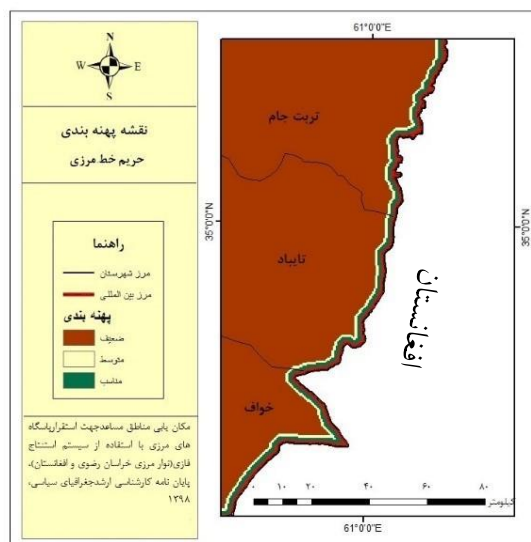 N
W E
S
نقشه پهنه بندی
حریم خط مرزی
راهنما
مرز شهرستان
مرز بین المللی
پهنه بندی
ضعیف
متوسط
مناسب
مکان یابی مناطق مساعدجهت استقرارپاسگاه
های مرزی با استفاده از سیستم استنتاج
فازی(نوار مرزی خراسان رضوی و افغانستان)،
پایان نامه کارشناسی ارشدجغرافیای سیاسی،
۱۳۹۸
61°0'0"E
35°0'0"N
تربت جام
تایباد
خواف
افغانستان
35°0'0"N
۰ ۱۰ ۲۰ ۴۰ ۶۰ ۸۰
کیلومتر
61°0'0"E